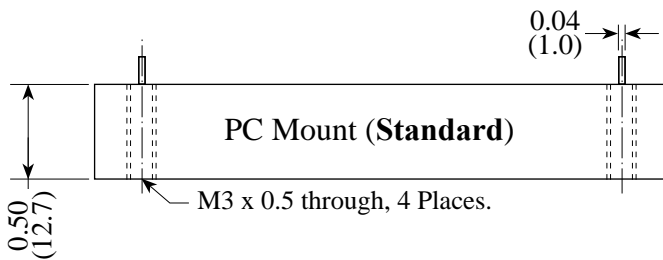 0.04
(1.0)
PC Mount (Standard)
M3 x 0.5 through, 4 Places.
0.50
(12.7)